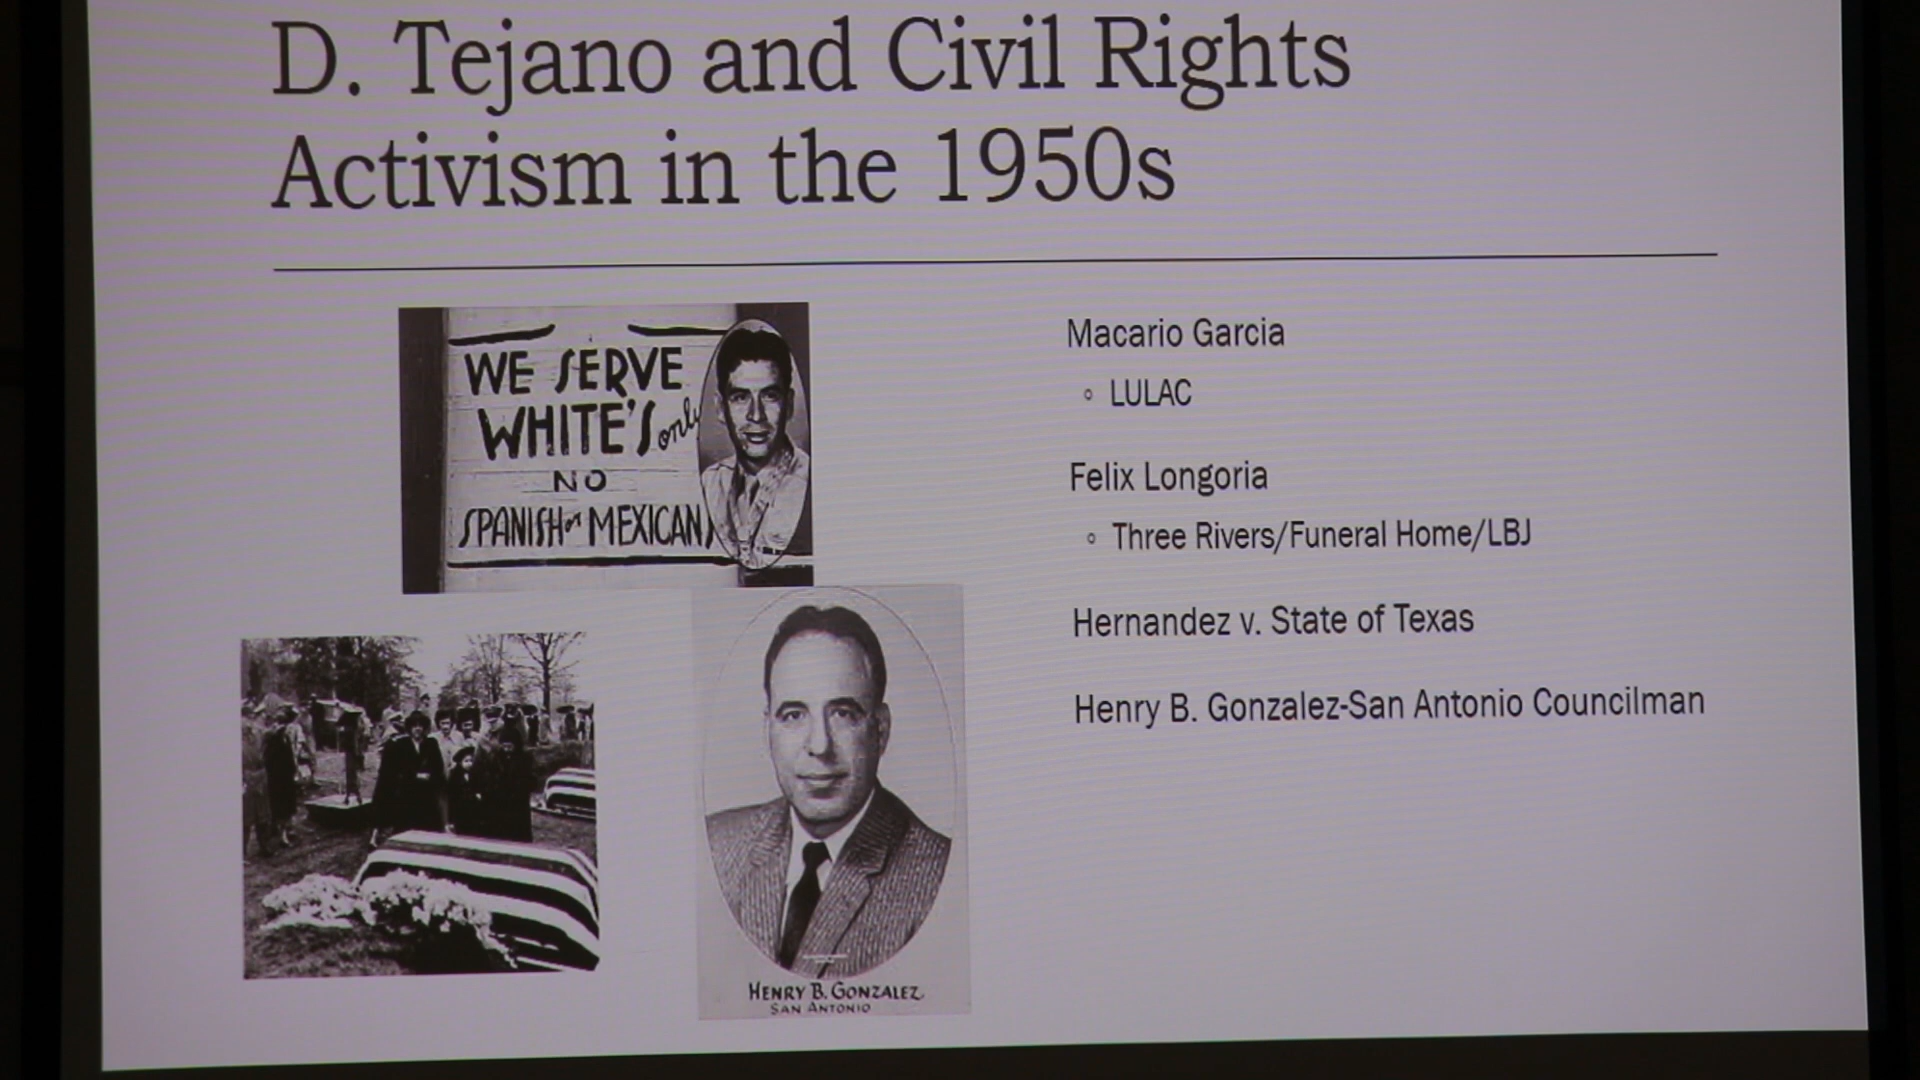 D. Tejano and Civil Rights
Activism in the 1950s
WE SERVE
WHITE'S only
NO
SPANISH or MEXICANS
HENRY B. GONZALEZ
SAN ANTONIO
Macario Garcia
LULAC
Felix Longoria
Three Rivers/Funeral Home/LBJ
Hernandez v. State of Texas
Henry B. Gonzalez-San Antonio Councilman